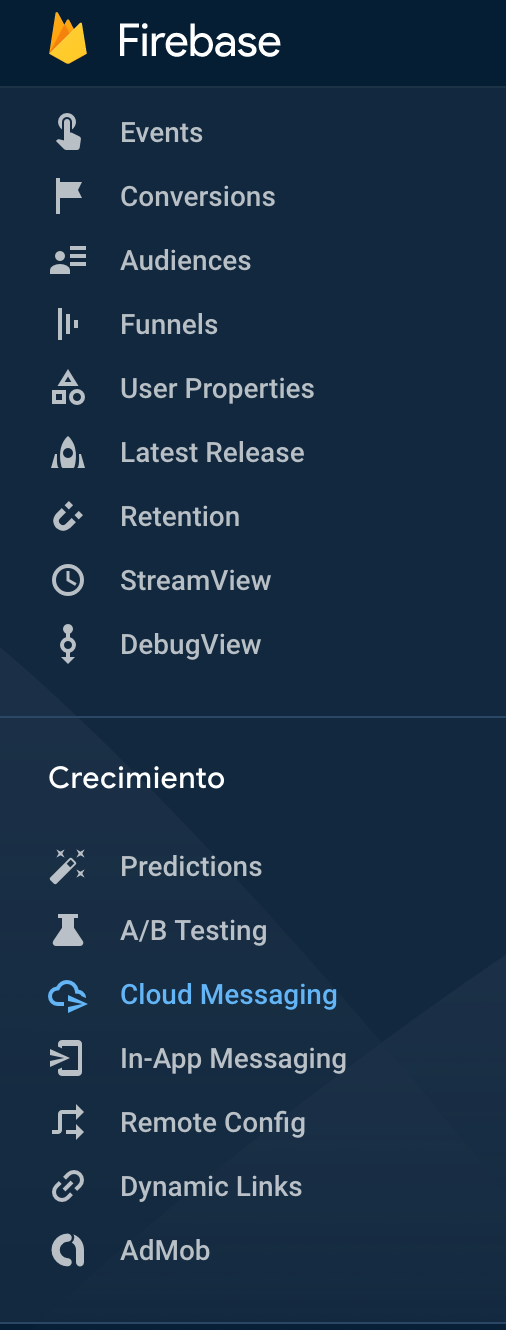 Firebase
Events
Conversions
Audiences
Funnels
User Properties
Latest Release
Retention
StreamView
DebugView
Crecimiento
Predictions
A/B Testing
Cloud Messaging
In-App Messaging
Remote Config
Dynamic Links
AdMob